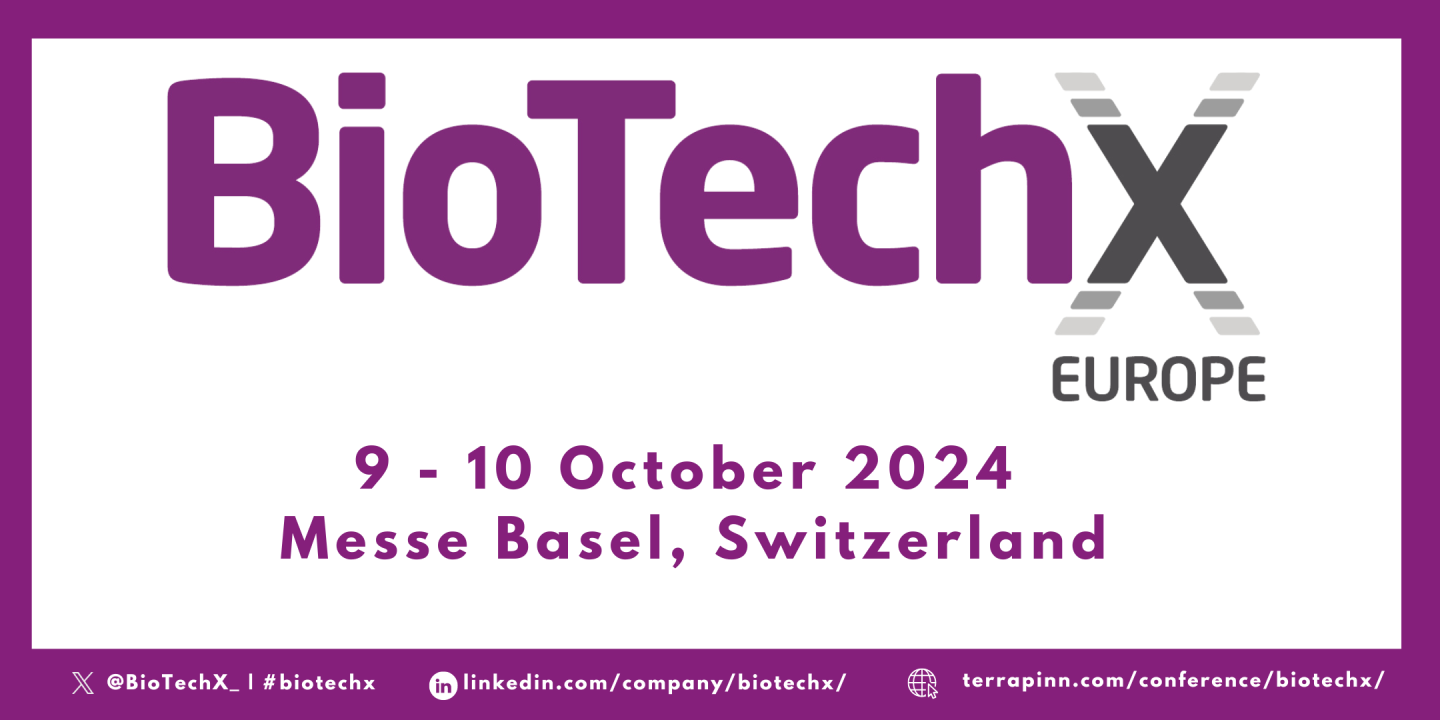 BioTechX
EUROPE
9 - 10 October 2024
Messe Basel, Switzerland
@BioTechX_ | #biotechx
linkedin.com/company/biotechx/
terrapinn.com/conference/biotechx/